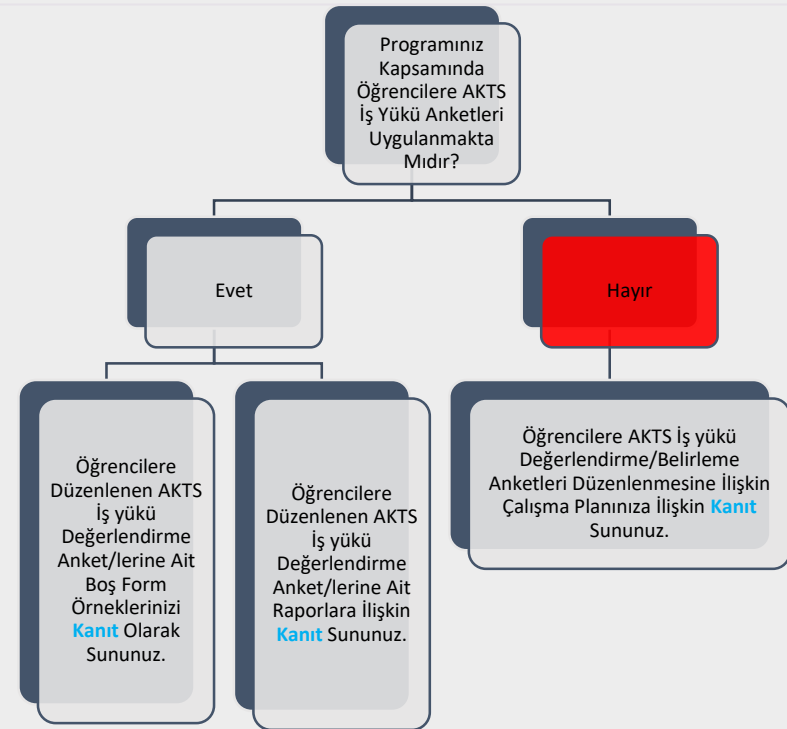 Programınız
Kapsamında
Öğrencilere AKTS
İş Yükü Anketleri
Uygulanmakta
Mıdır?
Evet
Hayır
Öğrencilere
Düzenlenen AKTS
İş yükü
Değerlendirme
Anket/lerine Ait
Boş Form
Örneklerinizi
Kanıt Olarak
Sununuz.
Öğrencilere
Düzenlenen AKTS
İş yükü
Değerlendirme
Anket/lerine Ait
Raporlara İlişkin
Kanıt Sununuz.
Öğrencilere AKTS İş yükü
Değerlendirme/Belirleme
Anketleri Düzenlenmesine İlişkin
Çalışma Planınıza İlişkin Kanıt
Sununuz.